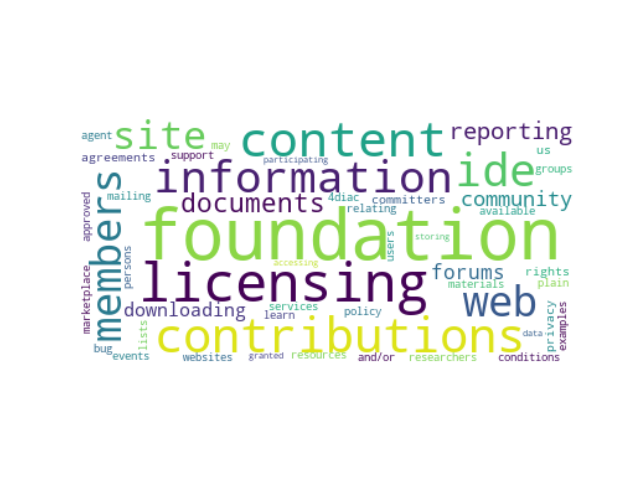 agent
site
may
content
reporting
us
agreements
support
participating
information
ide
groups
members
mailing
approved
documents
4diac
relating
committers
community
available
foundation
users
storing
persons
accessing
licensing
forums
rights
materials
plain
marketplace
downloading
services
learn
policy
web
privacy
examples
lists
contributions
data
bug
events
websites
granted
resources
and/or
researchers
conditions